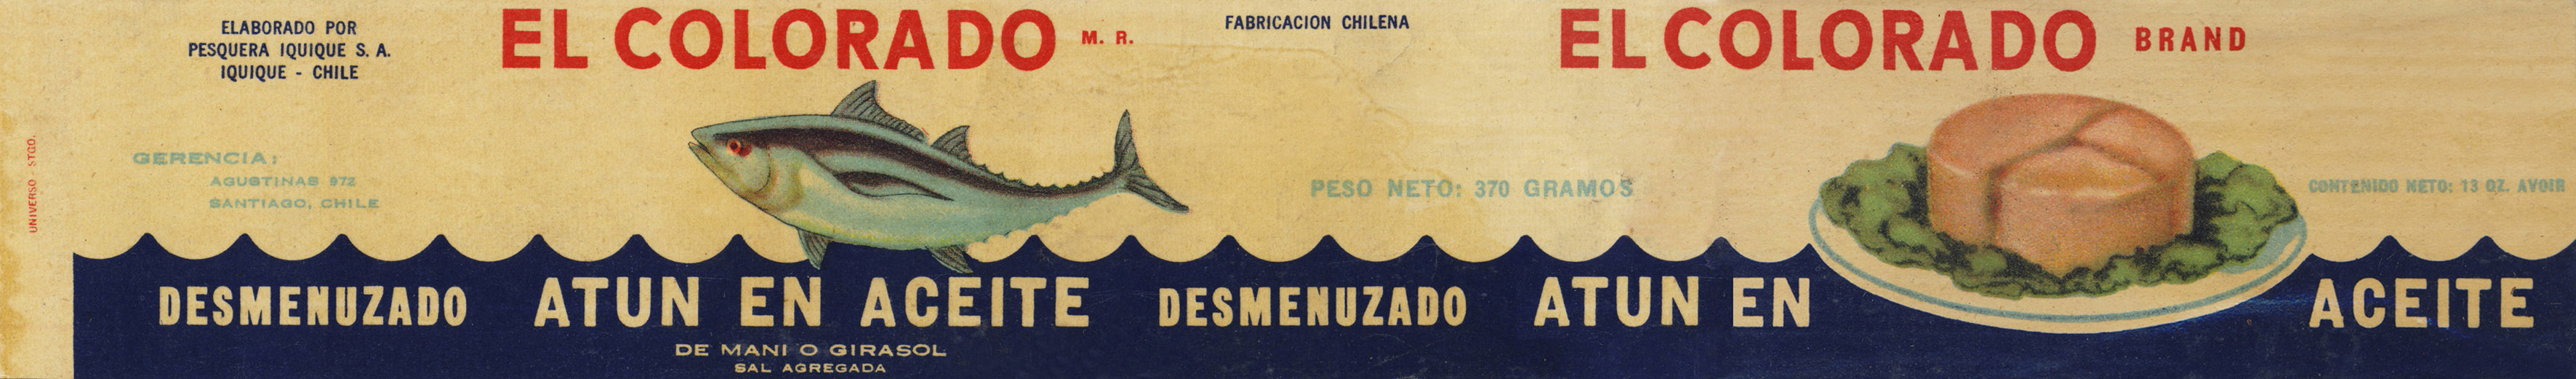 ELABORADO POR
PESQUERA IQUIQUE S. A.
IQUIQUE - CHILE
EL COLORADO M. R.
FABRICACION CHILENA
EL COLORADO BRAND
UNIVERSO - STGO.
GERENCIA:
AGUSTINAS 972
SANTIAGO, CHILE
PESO NETO: 370 GRAMOS
CONTENIDO NETO: 13 OZ. AVOIR
DESMENUZADO ATUN EN ACEITE DESMENUZADO ATUN EN ACEITE
DE MANI O GIRASOL
SAL AGREGADA